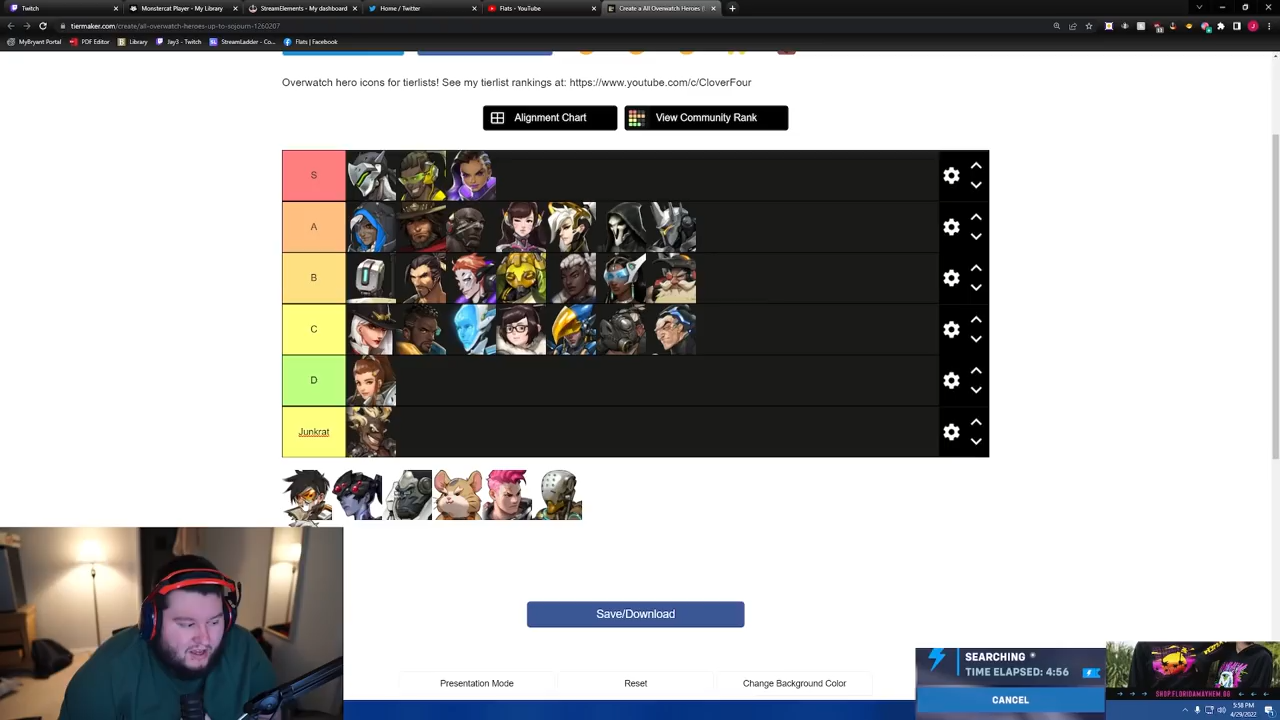 Twitch
Monstercat Player - My Library
StreamElements - My dashboard
Home / Twitter
Flats - YouTube
Create a All Overwatch Heroes (
tiermaker.com/create/all-overwatch-heroes-up-to-sojourn-1260207
MyBryant Portal
PDF Editor
Library
Jay3 - Twitch
StreamLadder - Co...
Flats | Facebook
Overwatch hero icons for tierlists! See my tierlist rankings at: https://www.youtube.com/c/CloverFour
Alignment Chart
View Community Rank
S
A
B
C
D
Junkrat
Save/Download
SEARCHING
TIME ELAPSED: 4:56
CANCEL
Presentation Mode
Reset
Change Background Color
SHOP.FLORIDAMAYHEM.GG
5:58 PM
4/29/2022